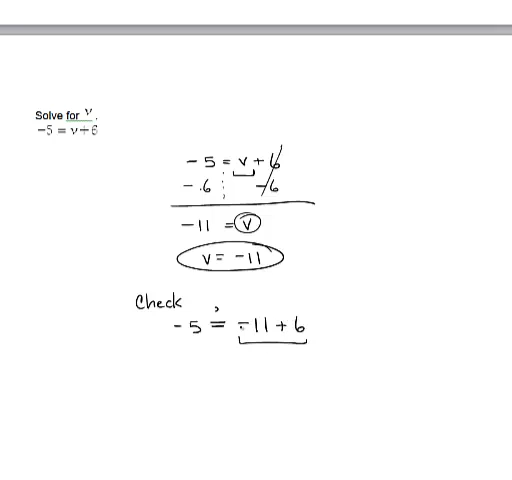 Solve for v.
-5 = v+6
-5 = v + 6
-6 -6
-11 = v
v = -11
Check
-5 = -11 + 6